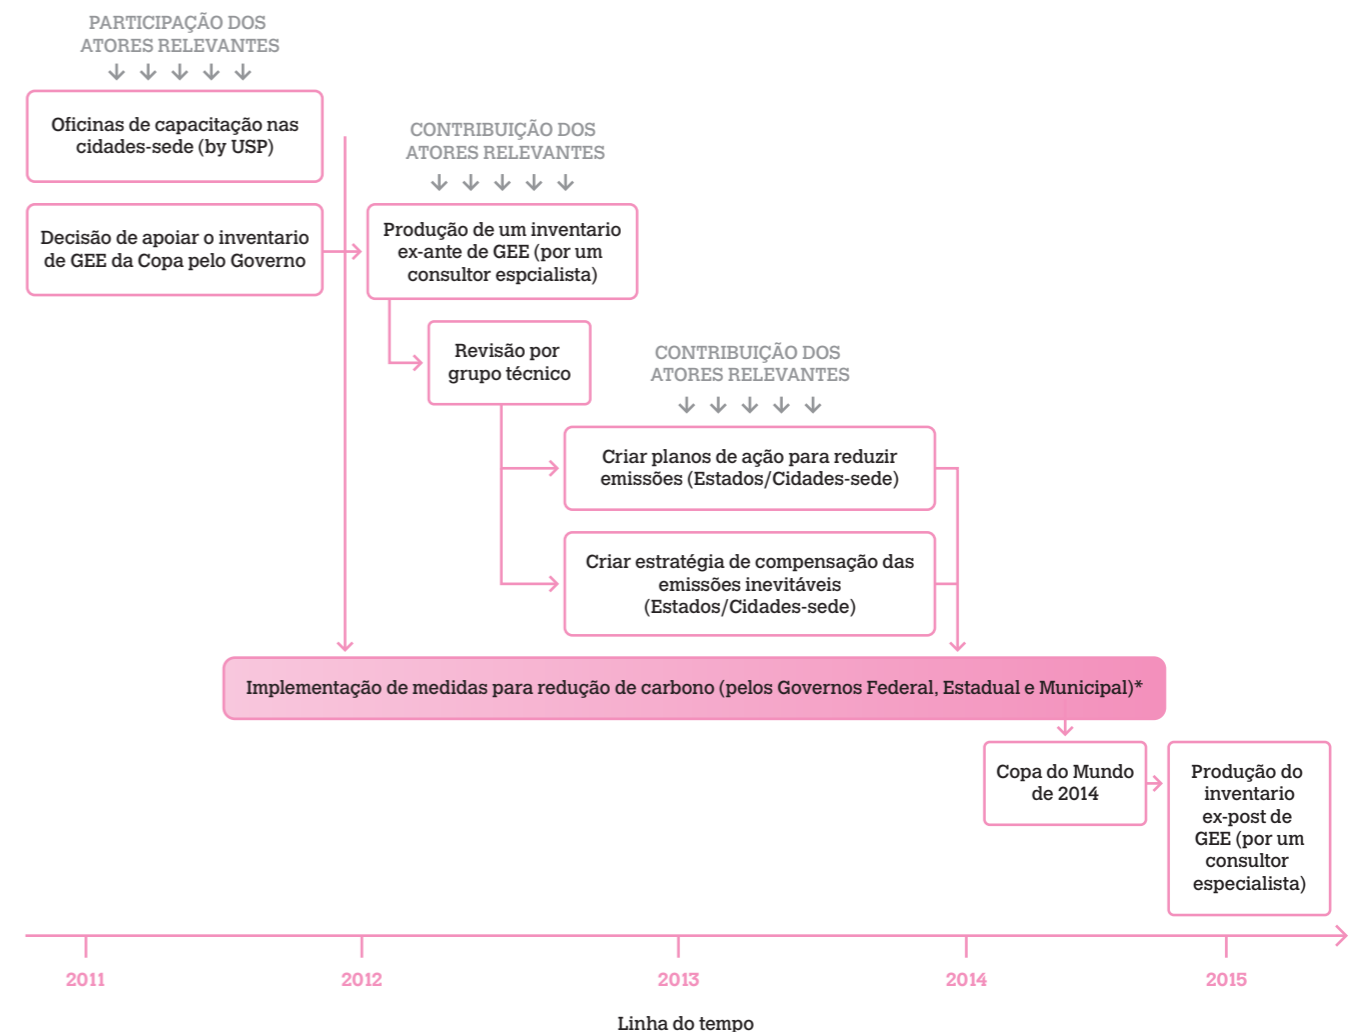 PARTICIPAÇÃO DOS
ATORES RELEVANTES
Oficinas de capacitação nas
cidades-sede (by USP)
Decisão de apoiar o inventario
de GEE da Copa pelo Governo
CONTRIBUIÇÃO DOS
ATORES RELEVANTES
Produção de um inventario
ex-ante de GEE (por um
consultor espcialista)
Revisão por
grupo técnico
CONTRIBUIÇÃO DOS
ATORES RELEVANTES
Criar planos de ação para reduzir
emissões (Estados/Cidades-sede)
Criar estratégia de compensação das
emissões inevitáveis
(Estados/Cidades-sede)
Implementação de medidas para redução de carbono (pelos Governos Federal, Estadual e Municipal)*
Copa do Mundo
de 2014
Produção do
inventario
ex-post de
GEE (por um
consultor
especialista)
2011 2012 2013 2014 2015
Linha do tempo